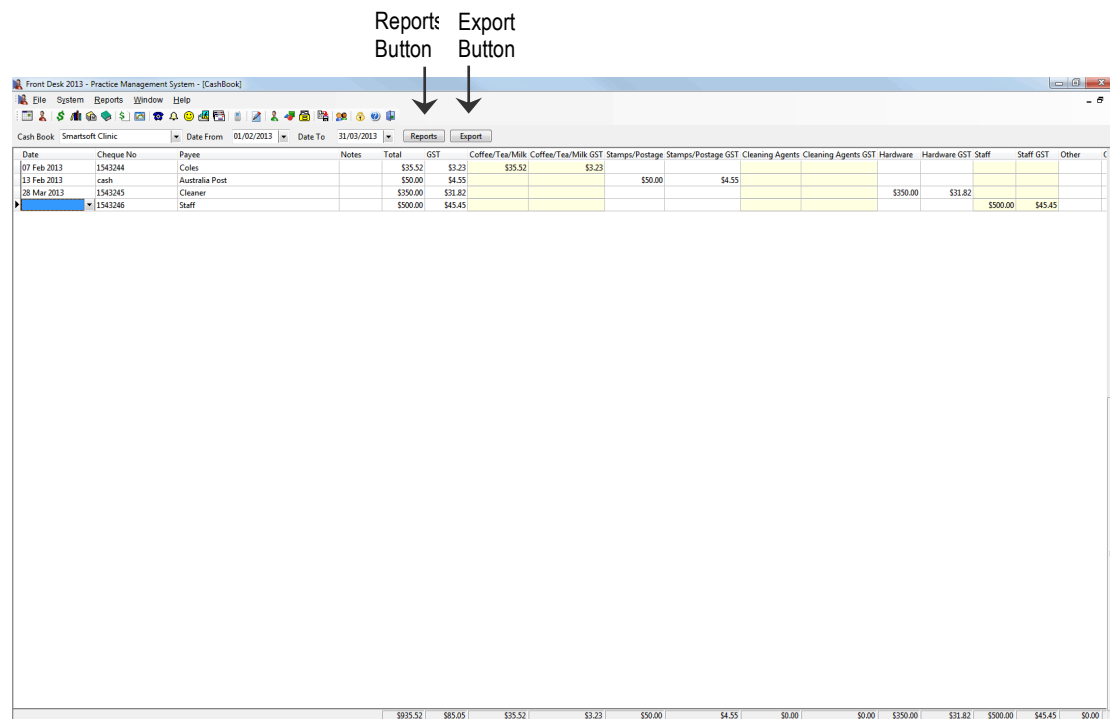 Reports Export
Button Button
Front Desk 2013 - Practice Management System - [CashBook]
File System Reports Window Help
Cash Book Smartsoft Clinic Date From 01/02/2013 Date To 31/03/2013 Reports Export
Date Cheque No Payee Notes Total GST Coffee/Tea/Milk Coffee/Tea/Milk GST Stamps/Postage Stamps/Postage GST Cleaning Agents Cleaning Agents GST Hardware Hardware GST Staff Staff GST Other
07 Feb 2013 1543244 Coles $35.52 $3.23 $35.52 $3.23
13 Feb 2013 cash Australia Post $50.00 $4.55 $50.00 $4.55
28 Mar 2013 1543245 Cleaner $350.00 $31.82 $350.00 $31.82
1543246 Staff $500.00 $45.45 $500.00 $45.45
$935.52 $85.05 $35.52 $3.23 $50.00 $4.55 $0.00 $0.00 $350.00 $31.82 $500.00 $45.45 $0.00